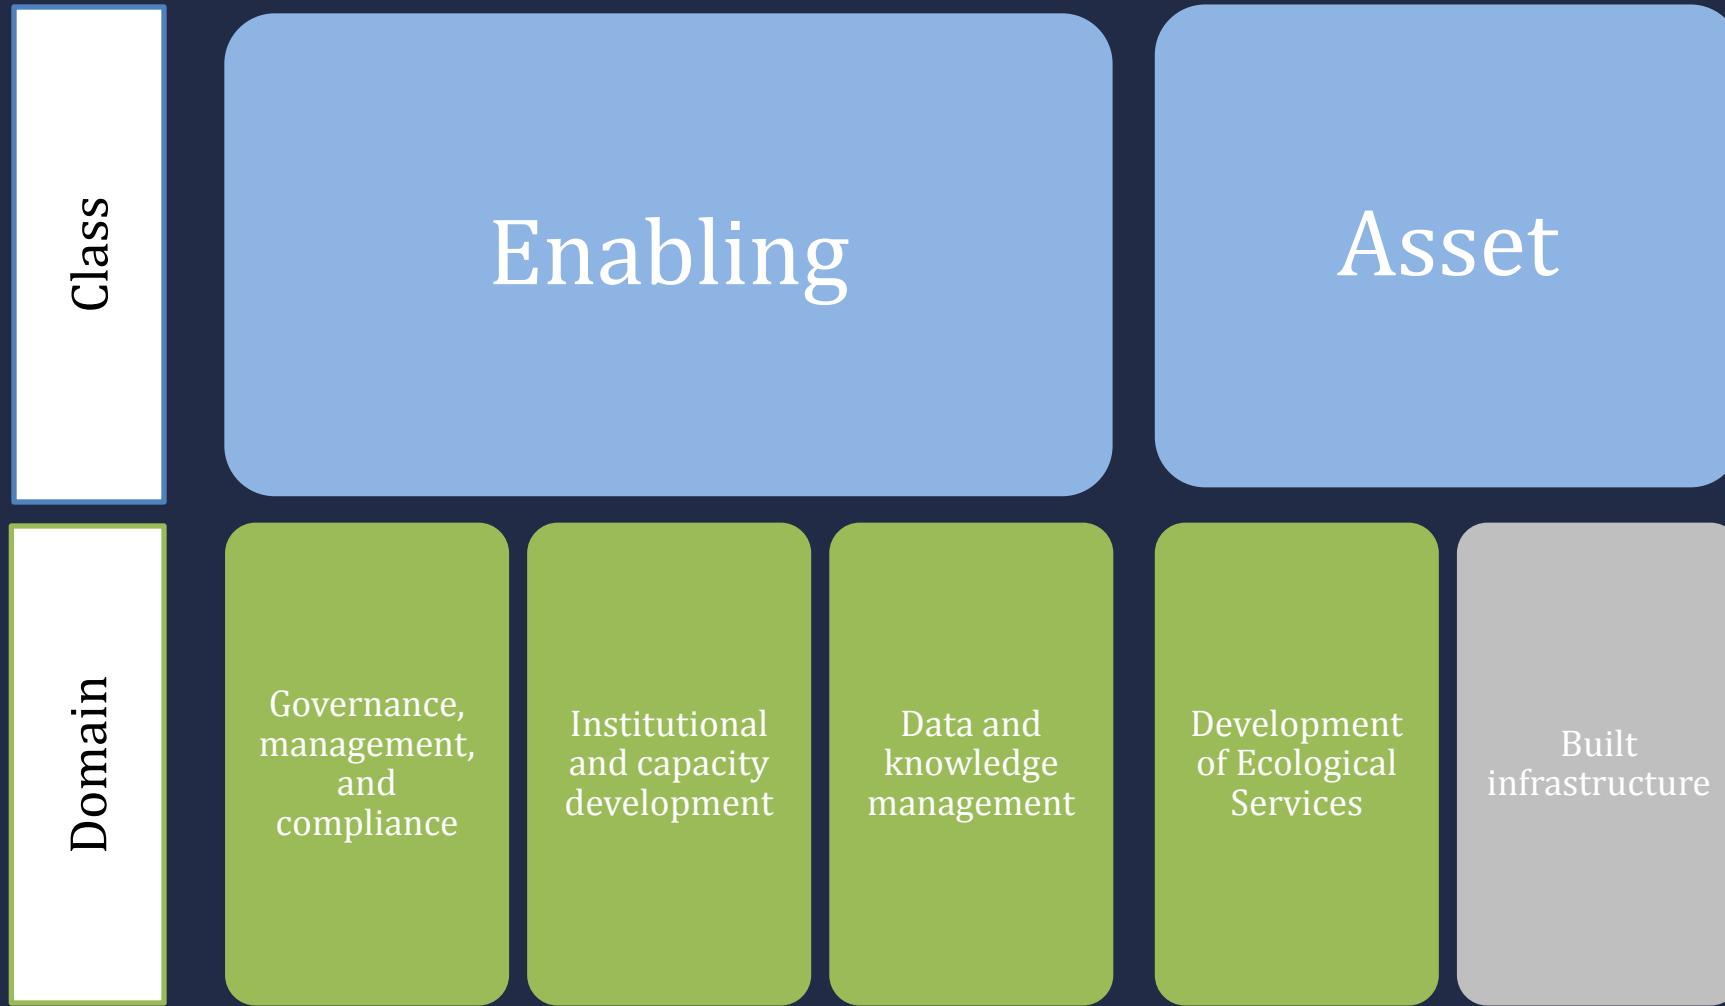 Class
Enabling
Asset
Domain
Governance,
management,
and
compliance
Institutional
and capacity
development
Data and
knowledge
management
Development
of Ecological
Services
Built
infrastructure